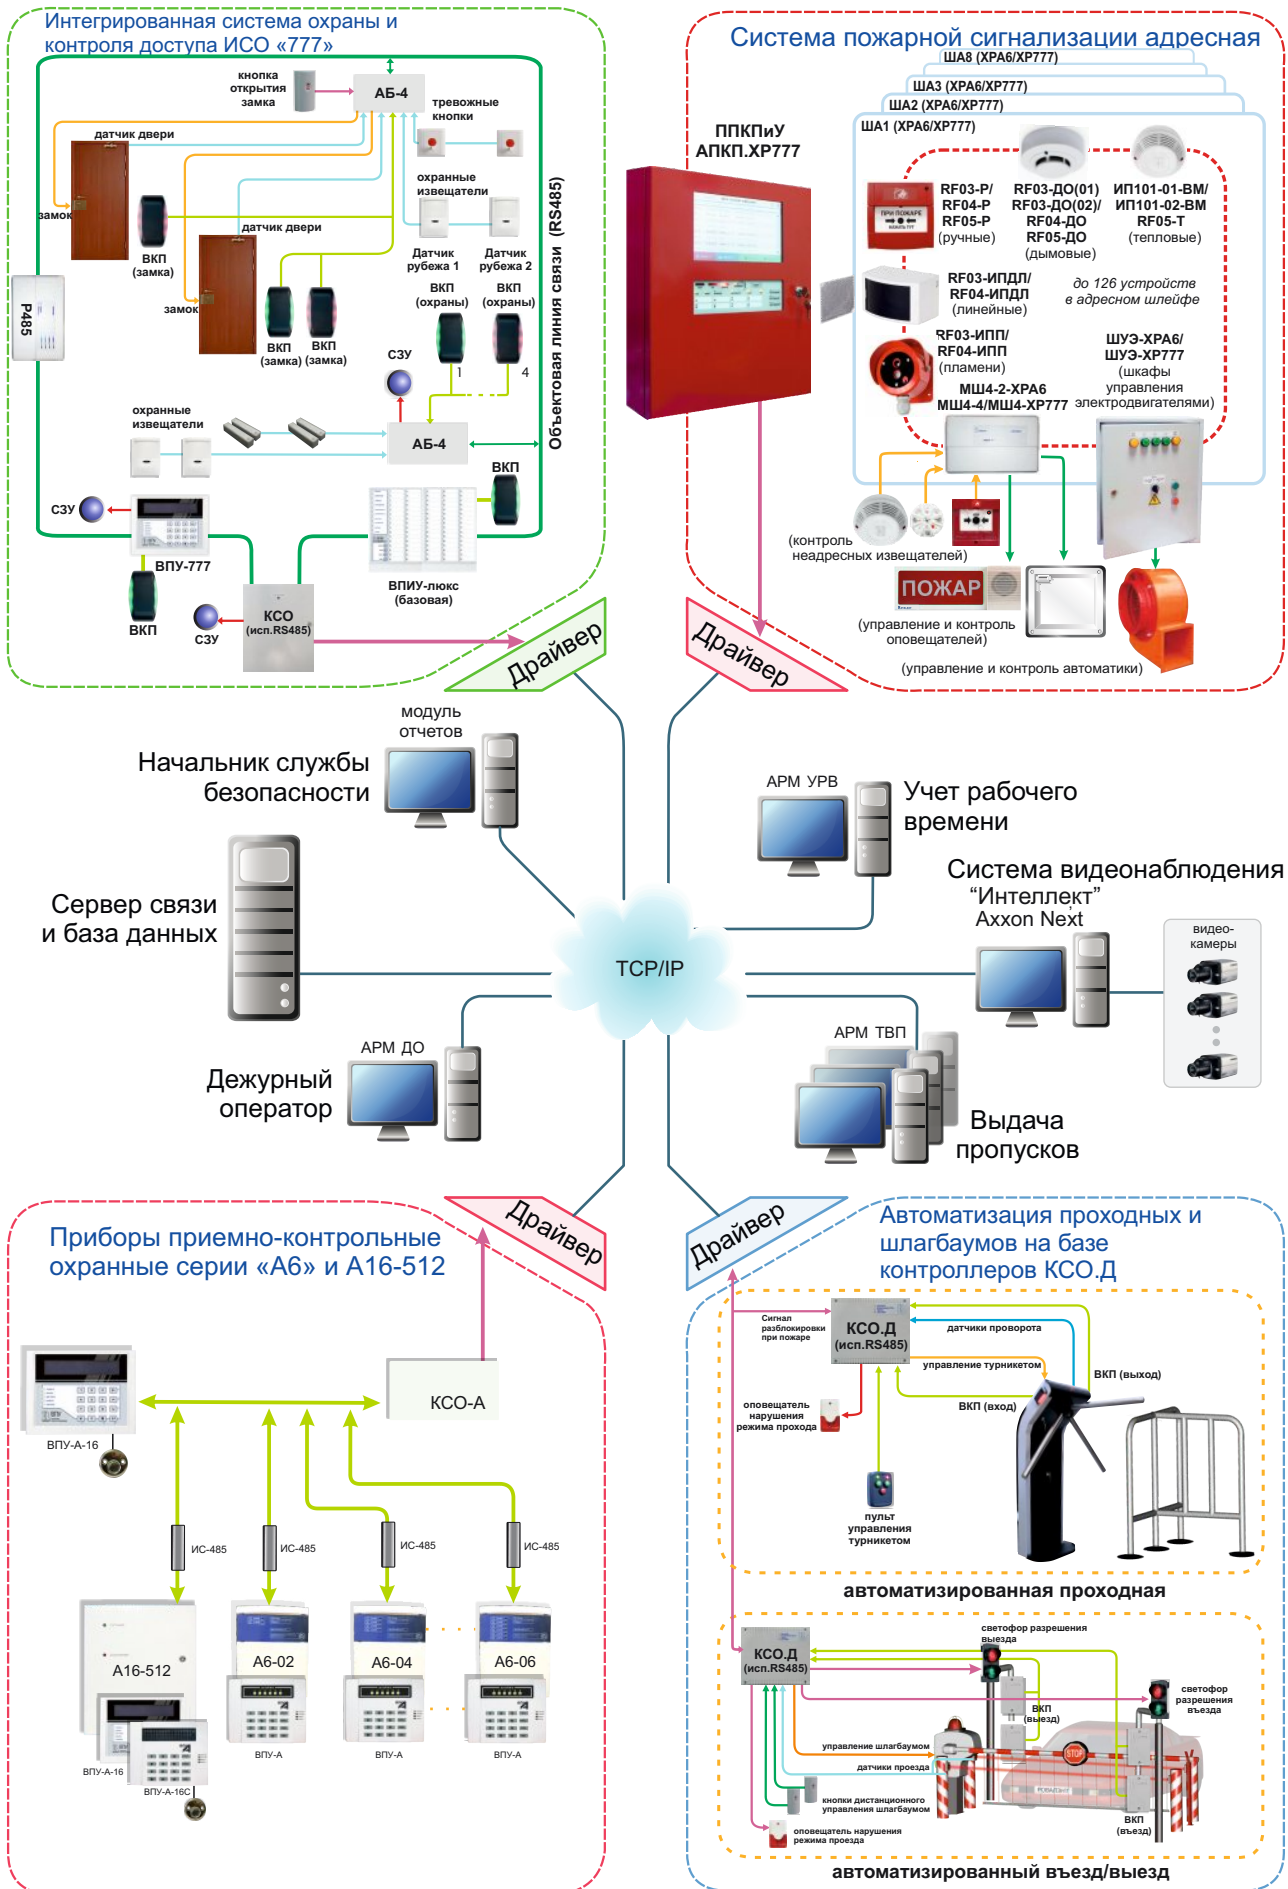 Интегрированная система охраны и
контроля доступа ИСО «777»
кнопка
открытия
замка
АБ-4
тревожные
кнопки
датчик двери
замок
ВКП
(замка)
охранные
извещатели
Датчик
рубежа 1
Датчик
рубежа 2
датчик двери
замок
ВКП
(замка)
ВКП
(замка)
ВКП
(охраны)
ВКП
(охраны)
1
4
Р485
Объектовая линия связи (RS485)
СЗУ
охранные
извещатели
АБ-4
ВКП
СЗУ
ВПУ-777
ВКП
СЗУ
КСО
(исп.RS485)
ВПИУ-люкс
(базовая)
Драйвер
Система пожарной сигнализации адресная
ША8 (ХРА6/ХР777)
ША3 (ХРА6/ХР777)
ША2 (ХРА6/ХР777)
ША1 (ХРА6/ХР777)
ППКПиУ
АПКП.ХР777
ПРИ ПОЖАРЕ
НАЖАТЬ ТУТ
RF03-Р/
RF04-Р
RF05-Р
(ручные)
RF03-ДО(01)
RF03-ДО(02)/
RF04-ДО
RF05-ДО
(дымовые)
ИП101-01-ВМ/
ИП101-02-ВМ
RF05-Т
(тепловые)
RF03-ИПДЛ/
RF04-ИПДЛ
(линейные)
до 126 устройств
в адресном шлейфе
RF03-ИПП/
RF04-ИПП
(пламени)
ШУЭ-ХРА6/
ШУЭ-ХР777
(шкафы
управления
электродвигателями)
МШ4-2-ХРА6
МШ4-4/МШ4-ХР777
(контроль
неадресных извещателей)
ПОЖАР
(управление и контроль
оповещателей)
(управление и контроль автоматики)
Драйвер
модуль
отчетов
Начальник службы
безопасности
АРМ УРВ
Учет рабочего
времени
Сервер связи
и база данных
TCP/IP
Система видеонаблюдения
“Интеллект”,
Axxon Next
видео-
камеры
АРМ ДО
Дежурный
оператор
АРМ ТВП
Выдача
пропусков
Драйвер
Приборы приемно-контрольные
охранные серии «А6» и А16-512
ВПУ-А-16
КСО-А
ИС-485
ИС-485
ИС-485
ИС-485
А16-512
А6-02
А6-04
А6-06
ВПУ-А-16
ВПУ-А-16С
ВПУ-А
ВПУ-А
ВПУ-А
Драйвер
Автоматизация проходных и
шлагбаумов на базе
контроллеров КСО.Д
Сигнал
разблокировки
при пожаре
КСО.Д
(исп.RS485)
датчики проворота
управление турникетом
ВКП (выход)
ВКП (вход)
оповещатель
нарушения
режима прохода
пульт
управления
турникетом
автоматизированная проходная
КСО.Д
(исп.RS485)
светофор разрешения
выезда
светофор
разрешения
въезда
ВКП
(выезд)
управление шлагбаумом
датчики проезда
STOP
кнопки дистанционного
управления шлагбаумом
ВКП
(въезд)
оповещатель нарушения
режима проезда
автоматизированный въезд/выезд